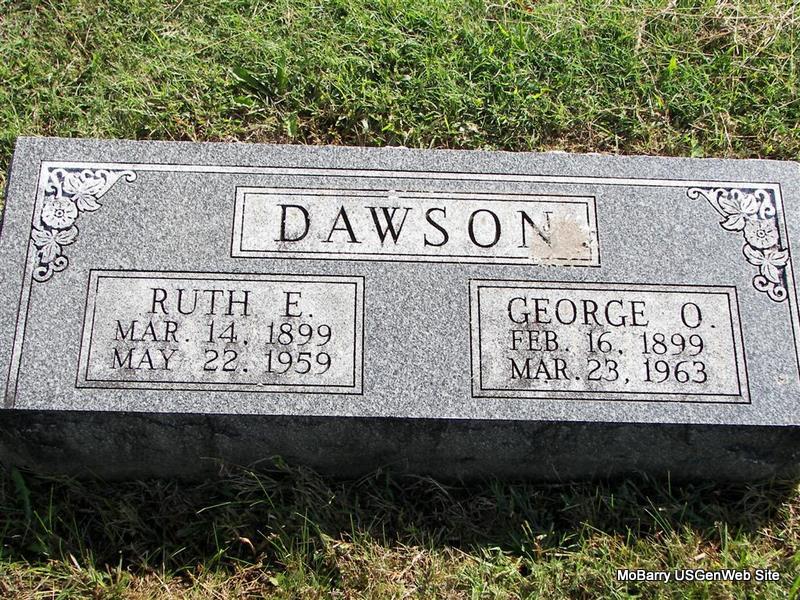 DAWSON
RUTH E.
MAR. 14, 1899
MAY 22, 1959
GEORGE O.
FEB. 16, 1899
MAR. 23, 1963
MoBarry USGenWeb Site